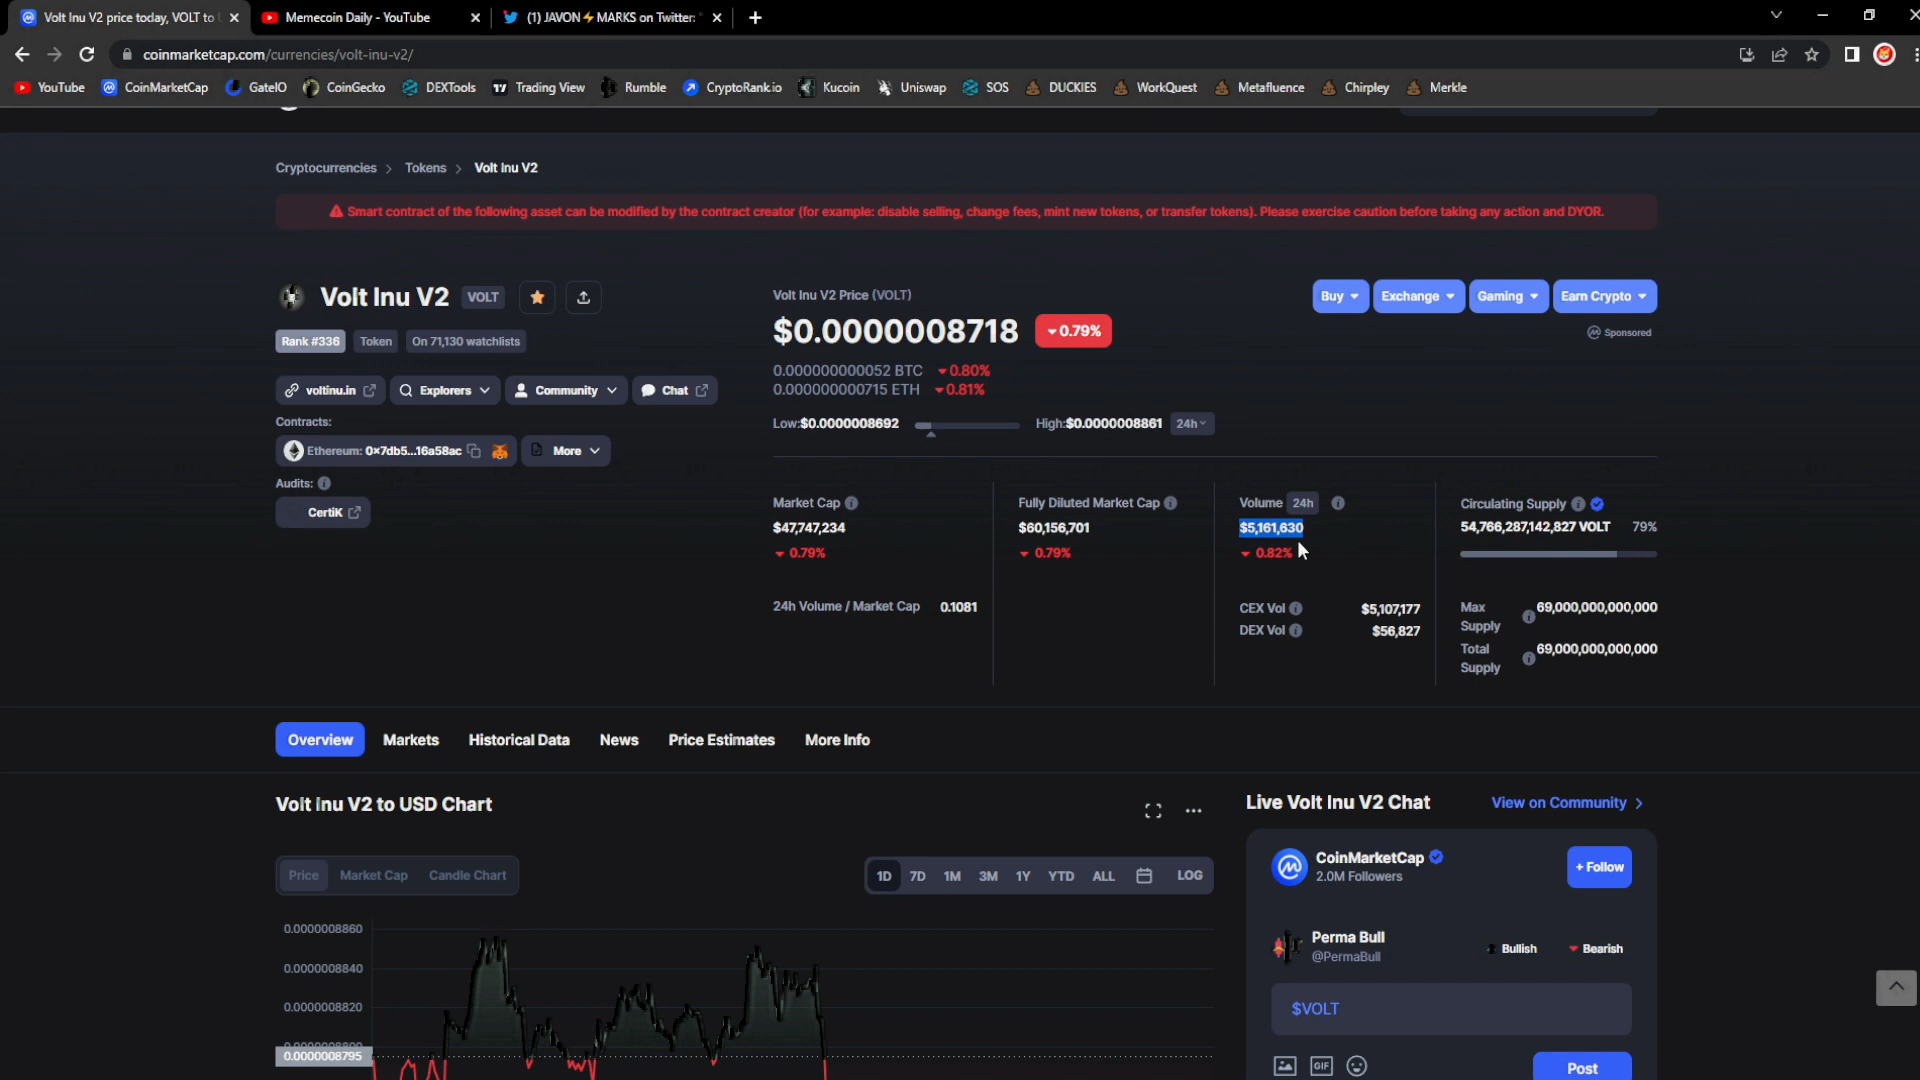 Volt Inu V2 price today, VOLT to
Memecoin Daily - YouTube
(1) JAVON⚡MARKS on Twitter: "
coinmarketcap.com/currencies/volt-inu-v2/
YouTube CoinMarketCap GateIO CoinGecko DEXTools Trading View Rumble CryptoRank.io Kucoin Uniswap SOS DUCKIES WorkQuest Metafluence Chirpley Merkle
Cryptocurrencies > Tokens > Volt Inu V2
Smart contract of the following asset can be modified by the contract creator (for example: disable selling, change fees, mint new tokens, or transfer tokens). Please exercise caution before taking any action and DYOR.
Volt Inu V2 VOLT
Rank #336 Token On 71,130 watchlists
voltinu.in Explorers Community Chat
Contracts:
Ethereum: 0x7db5...16a58ac More
Audits:
CertiK
Volt Inu V2 Price (VOLT)
$0.0000008718 0.79%
0.000000000052 BTC 0.80%
0.000000000715 ETH 0.81%
Low:$0.0000008692 High:$0.0000008861 24h
Buy Exchange Gaming Earn Crypto
Sponsored
Market Cap
$47,747,234
0.79%
24h Volume / Market Cap 0.1081
Fully Diluted Market Cap
$60,156,701
0.79%
Volume 24h
$5,161,630
0.82%
CEX Vol $5,107,177
DEX Vol $56,827
Circulating Supply
54,766,287,142,827 VOLT 79%
Max Supply 69,000,000,000,000
Total Supply 69,000,000,000,000
Overview Markets Historical Data News Price Estimates More Info
Volt Inu V2 to USD Chart
Price Market Cap Candle Chart
1D 7D 1M 3M 1Y YTD ALL LOG
0.0000008860
0.0000008840
0.0000008820
0.0000008800
0.0000008795
Live Volt Inu V2 Chat View on Community >
CoinMarketCap
2.0M Followers
+ Follow
Perma Bull
@PermaBull
Bullish Bearish
$VOLT
GIF
Post